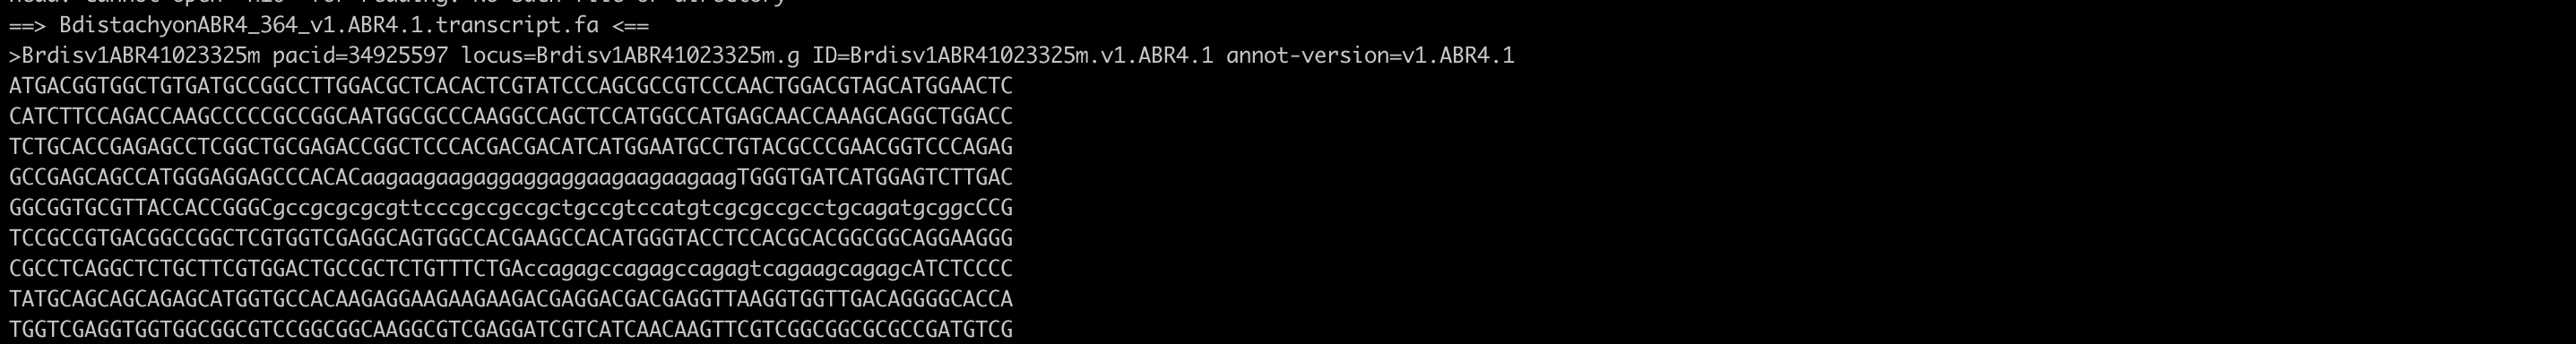 ==> BdistachyonABR4_364_v1.ABR4.1.transcript.fa <==
>Brdisv1ABR41023325m pacid=34925597 locus=Brdisv1ABR41023325m.g ID=Brdisv1ABR41023325m.v1.ABR4.1 annot-version=v1.ABR4.1
ATGACGGTGGCTGTGATGCCGGCCTTGGACGCTCACACTCGTATCCCAGCGCCGTCCCAACTGGACGTAGCATGGAACTC
CATCTTCCAGACCAAGCCCCCGCCGGCAATGGCGCCCAAGGCCAGCTCCATGGCCATGAGCAACCAAAGCAGGCTGGACC
TCTGCACCGAGAGCCTCGGCTGCGAGACCGGCTCCCACGACGACATCATGGAATGCCTGTACGCCCGAACGGTCCCAGAG
GCCGAGCAGCCATGGGAGGAGCCCACACaagaagaagaggaggaggaagaagaagaagTGGGTGATCATGGAGTCTTGAC
GGCGGTGCGTTACCACCGGGCgccgcgcgcgttcccgccgccgctgccgtccatgtcgcgccgcctgcagatgcggcCCG
TCCGCCGTGACGGCCGGCTCGTGGTCGAGGCAGTGGCCACGAAGCCACATGGGTACCTCCACGCACGGCGGCAGGAAGGG
CGCCTCAGGCTCTGCTTCGTGGACTGCCGCTCTGTTTCTGAccagagccagagccagagtcagaagcagagcATCTCCCC
TATGCAGCAGCAGAGCATGGTGCCACAAGAGGAAGAAGAAGACGAGGACGACGAGGTTAAGGTGGTTGACAGGGGCACCA
TGGTCGAGGTGGTGGCGGCGTCCGGCGGCAAGGCGTCGAGGATCGTCATCAACAAGTTCGTCGGCGGCGCGCCGATGTCG